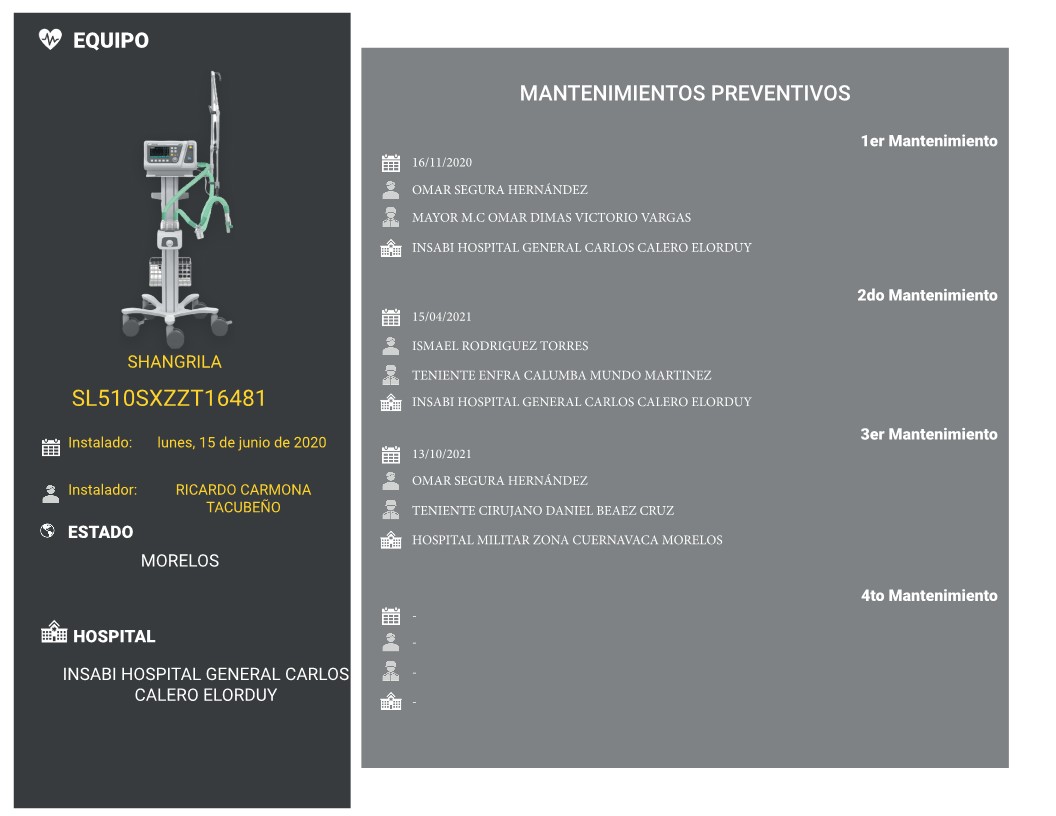 EQUIPO
SHANGRILA
SL510SXZZT16481
Instalado: lunes, 15 de junio de 2020
Instalador: RICARDO CARMONA
TACUBEÑO
ESTADO
MORELOS
HOSPITAL
INSABI HOSPITAL GENERAL CARLOS
CALERO ELORDUY
MANTENIMIENTOS PREVENTIVOS
1er Mantenimiento
16/11/2020
OMAR SEGURA HERNÁNDEZ
MAYOR M.C OMAR DIMAS VICTORIO VARGAS
INSABI HOSPITAL GENERAL CARLOS CALERO ELORDUY
2do Mantenimiento
15/04/2021
ISMAEL RODRIGUEZ TORRES
TENIENTE ENFRA CALUMBA MUNDO MARTINEZ
INSABI HOSPITAL GENERAL CARLOS CALERO ELORDUY
3er Mantenimiento
13/10/2021
OMAR SEGURA HERNÁNDEZ
TENIENTE CIRUJANO DANIEL BEAEZ CRUZ
HOSPITAL MILITAR ZONA CUERNAVACA MORELOS
4to Mantenimiento
-
-
-
-